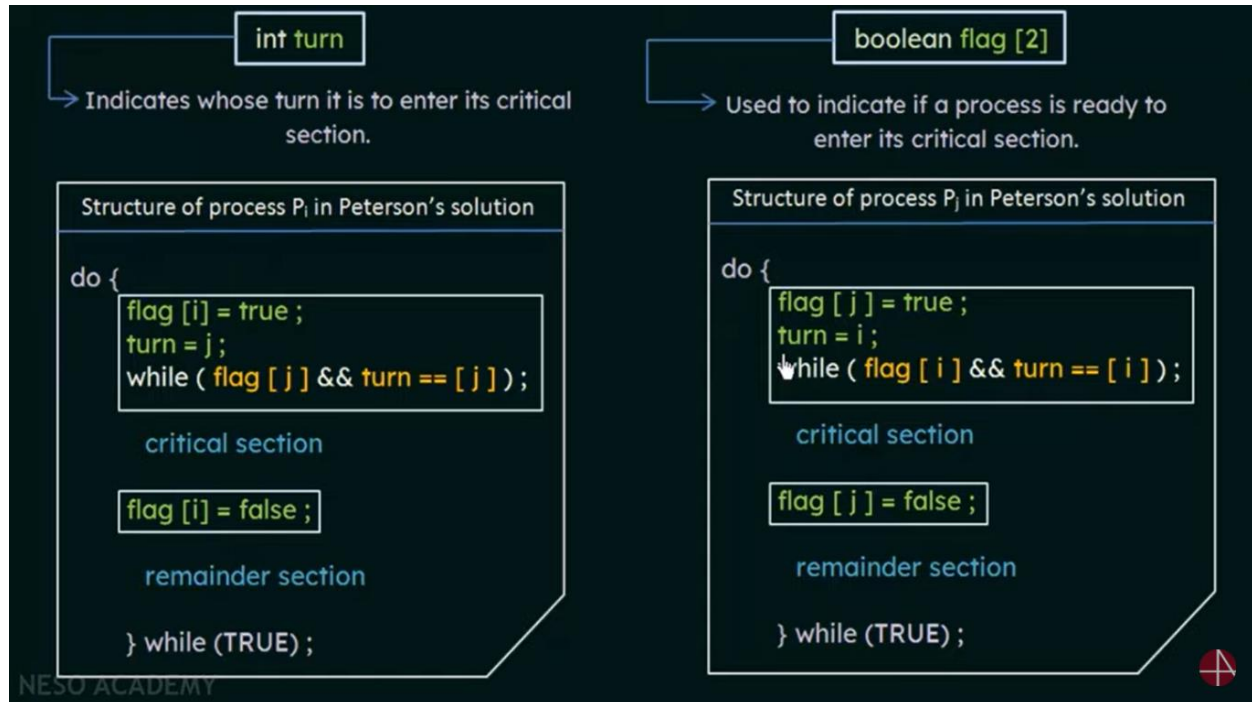 int turn
Indicates whose turn it is to enter its critical
section.
Structure of process Pᵢ in Peterson's solution
do {
flag [i] = true ;
turn = j ;
while ( flag [ j ] && turn == [ j ] ) ;
critical section
flag [i] = false ;
remainder section
} while (TRUE) ;
boolean flag [2]
Used to indicate if a process is ready to
enter its critical section.
Structure of process Pⱼ in Peterson's solution
do {
flag [ j ] = true ;
turn = i ;
while ( flag [ i ] && turn == [ i ] ) ;
critical section
flag [ j ] = false ;
remainder section
} while (TRUE) ;
NESO ACADEMY